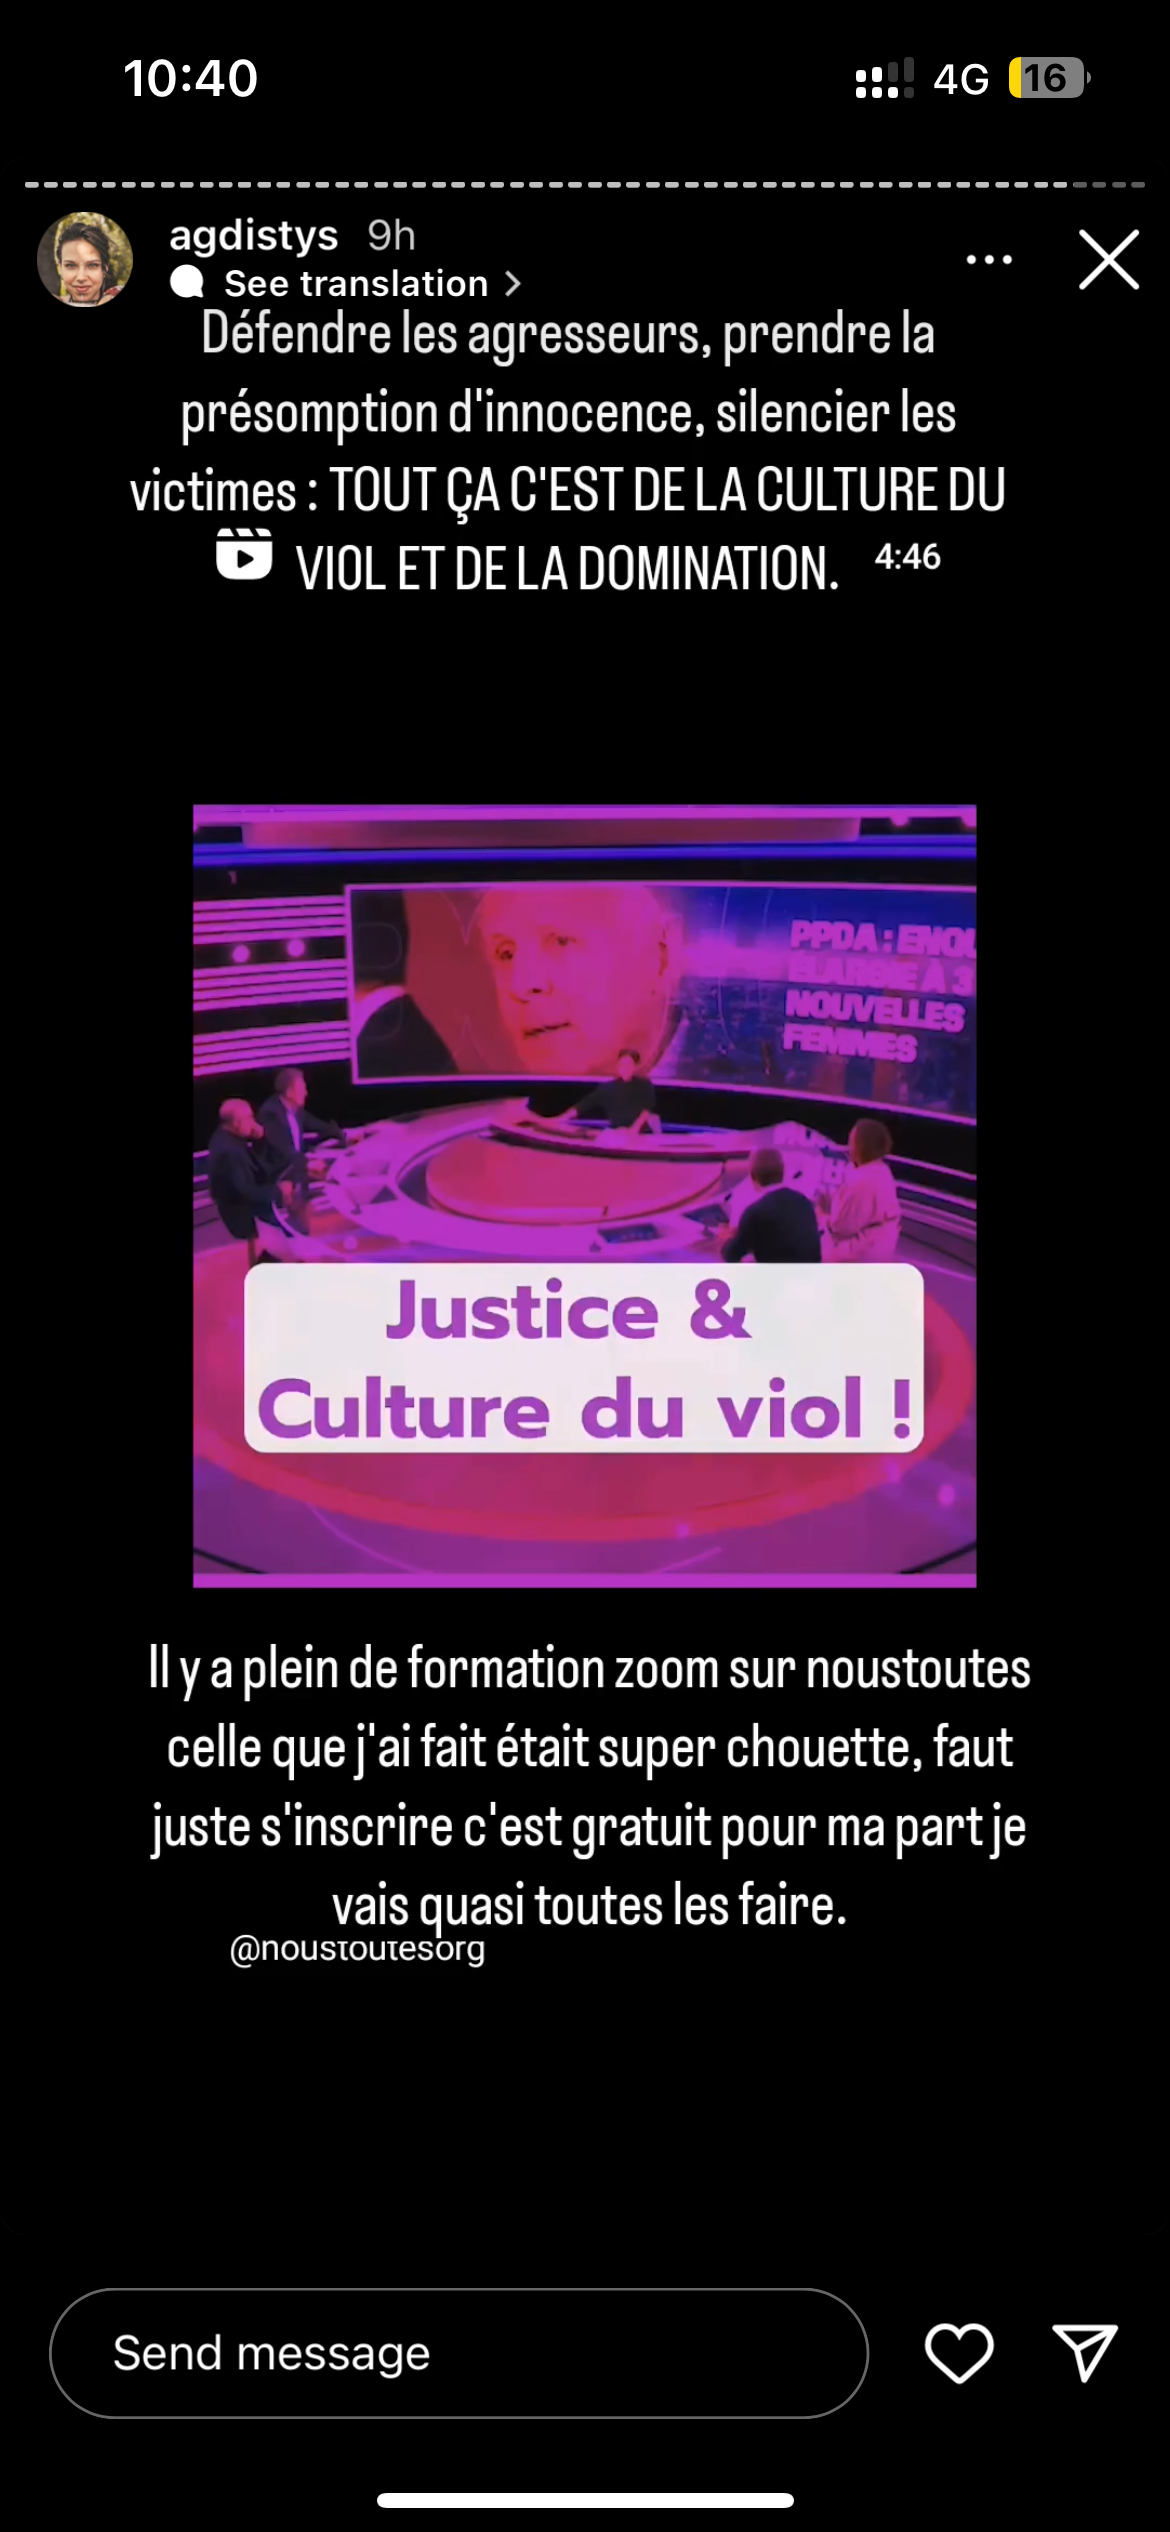 10:40
4G 16
agdistys 9h
See translation >
Défendre les agresseurs, prendre la
présomption d'innocence, silencier les
victimes : TOUT ÇA C'EST DE LA CULTURE DU
VIOL ET DE LA DOMINATION. 4:46
PPDA : ENQU
ÉLARGIE À 3
NOUVELLES
FEMMES
Justice &
Culture du viol !
Il y a plein de formation zoom sur noustoutes
celle que j'ai fait était super chouette, faut
juste s'inscrire c'est gratuit pour ma part je
vais quasi toutes les faire.
@noustoutesorg
Send message